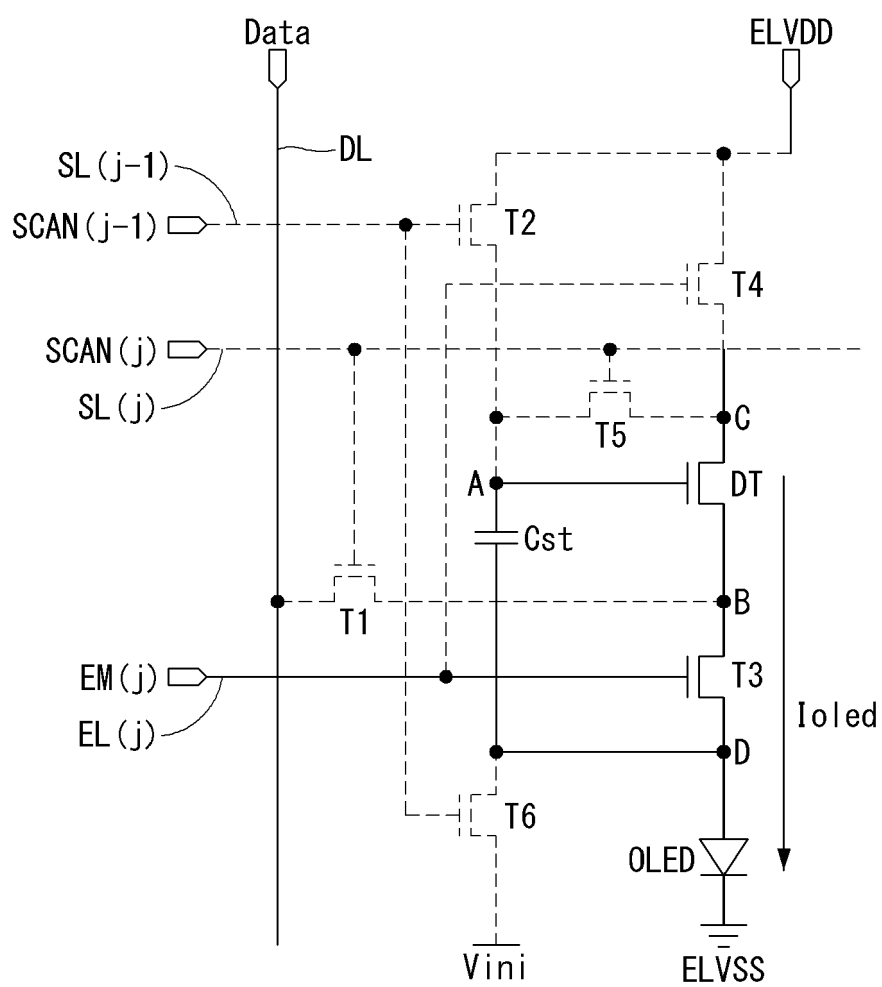 Data
ELVDD
DL
SL(j-1)
SCAN(j-1)
T2
T4
SCAN(j)
SL(j)
T5
C
A
DT
Cst
B
T1
EM(j)
T3
EL(j)
Ioled
D
T6
OLED
Vini
ELVSS